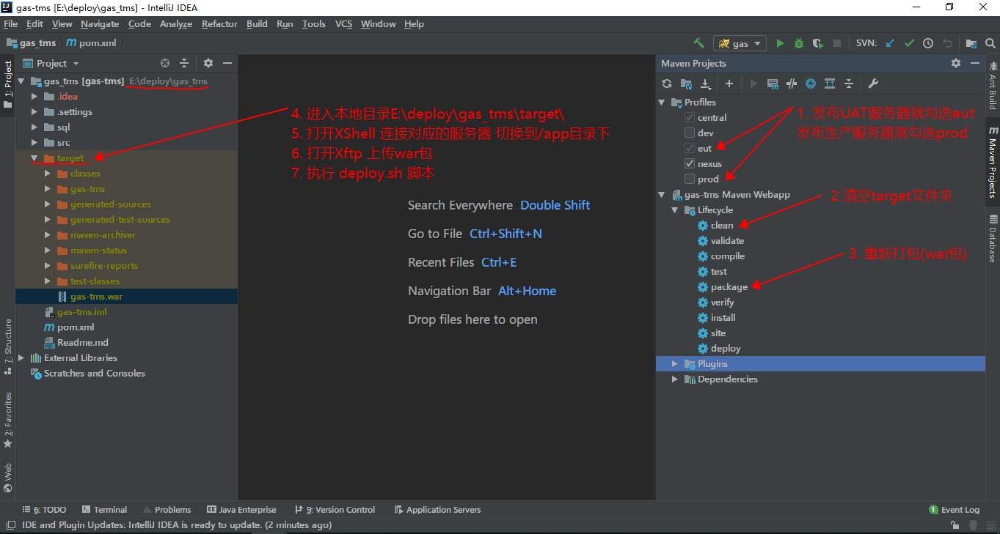 gas-tms [E:\deploy\gas_tms] - IntelliJ IDEA
File Edit View Navigate Code Analyze Refactor Build Run Tools VCS Window Help
gas_tms pom.xml
gas
SVN:
1: Project
Project
gas_tms [gas-tms] E:\deploy\gas_tms
.idea
.settings
sql
src
target
classes
gas-tms
generated-sources
generated-test-sources
maven-archiver
maven-status
surefire-reports
test-classes
gas-tms.war
gas-tms.iml
pom.xml
Readme.md
External Libraries
Scratches and Consoles
7: Structure
2: Favorites
Web
4. 进入本地目录E:\deploy\gas_tms\target\
5. 打开XShell 连接对应的服务器 切换到/app目录下
6. 打开Xftp 上传war包
7. 执行 deploy.sh 脚本
Search Everywhere Double Shift
Go to File Ctrl+Shift+N
Recent Files Ctrl+E
Navigation Bar Alt+Home
Drop files here to open
Maven Projects
Profiles
central
dev
eut
nexus
prod
1. 发布UAT服务器就勾选eut
发布生产服务器就勾选prod
gas-tms Maven Webapp
Lifecycle
clean
2 清空target文件夹
validate
compile
3. 重新打包(war包)
test
package
verify
install
site
deploy
Plugins
Dependencies
Ant Build
Maven Projects
Database
6: TODO Terminal Problems Java Enterprise 9: Version Control Application Servers
1 Event Log
IDE and Plugin Updates: IntelliJ IDEA is ready to update. (2 minutes ago)